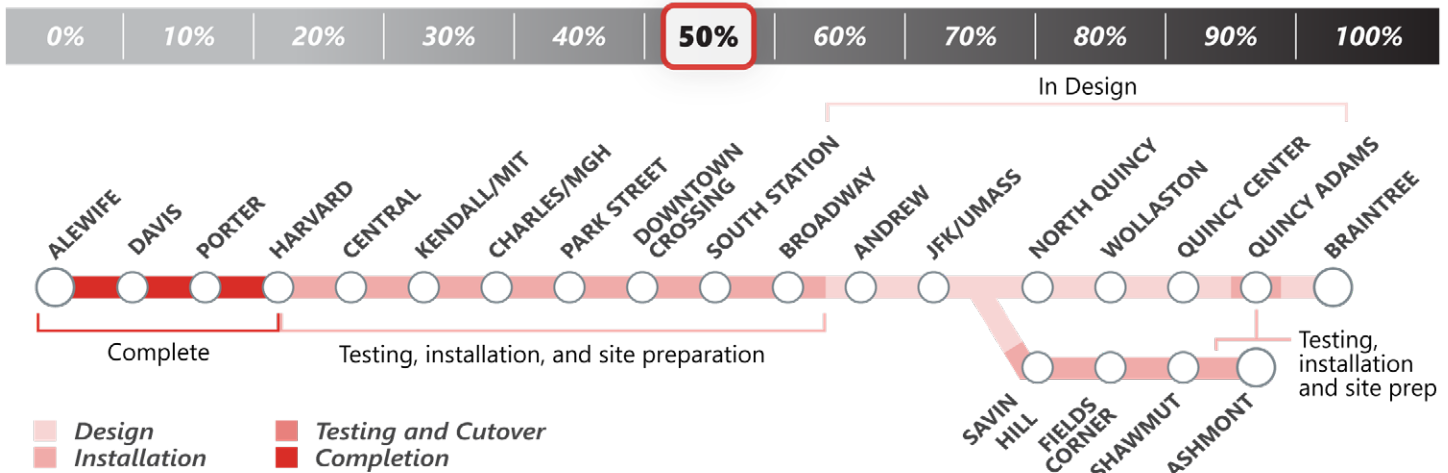 0% 10% 20% 30% 40% 50% 60% 70% 80% 90% 100%
In Design
ALEWIFE
DAVIS
PORTER
HARVARD
CENTRAL
KENDALL/MIT
CHARLES/MGH
PARK STREET
DOWNTOWN
CROSSING
SOUTH STATION
BROADWAY
ANDREW
JFK/UMASS
NORTH QUINCY
WOLLASTON
QUINCY CENTER
QUINCY ADAMS
BRAINTREE
Complete
Testing, installation, and site preparation
Testing,
installation
and site prep
SAVIN
HILL
FIELDS
CORNER
SHAWMUT
ASHMONT
Design
Installation
Testing and Cutover
Completion